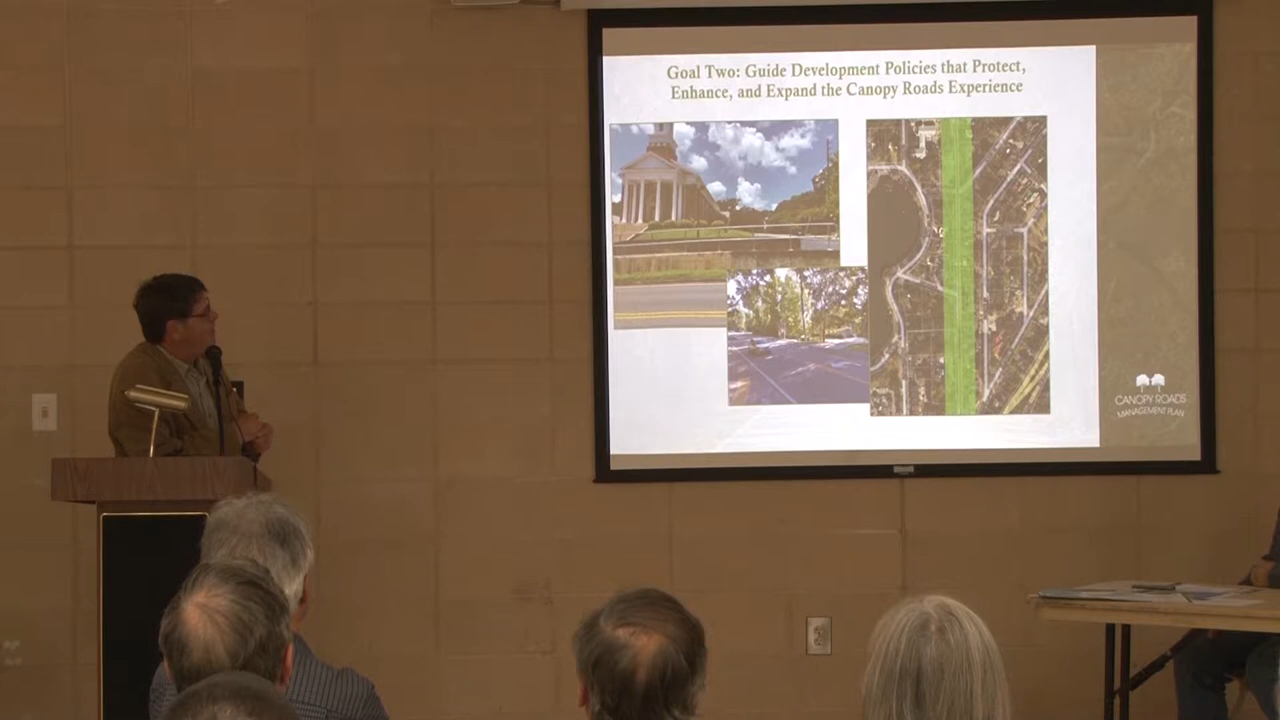 Goal Two: Guide Development Policies that Protect,
Enhance, and Expand the Canopy Roads Experience
CANOPY ROADS
MANAGEMENT PLAN